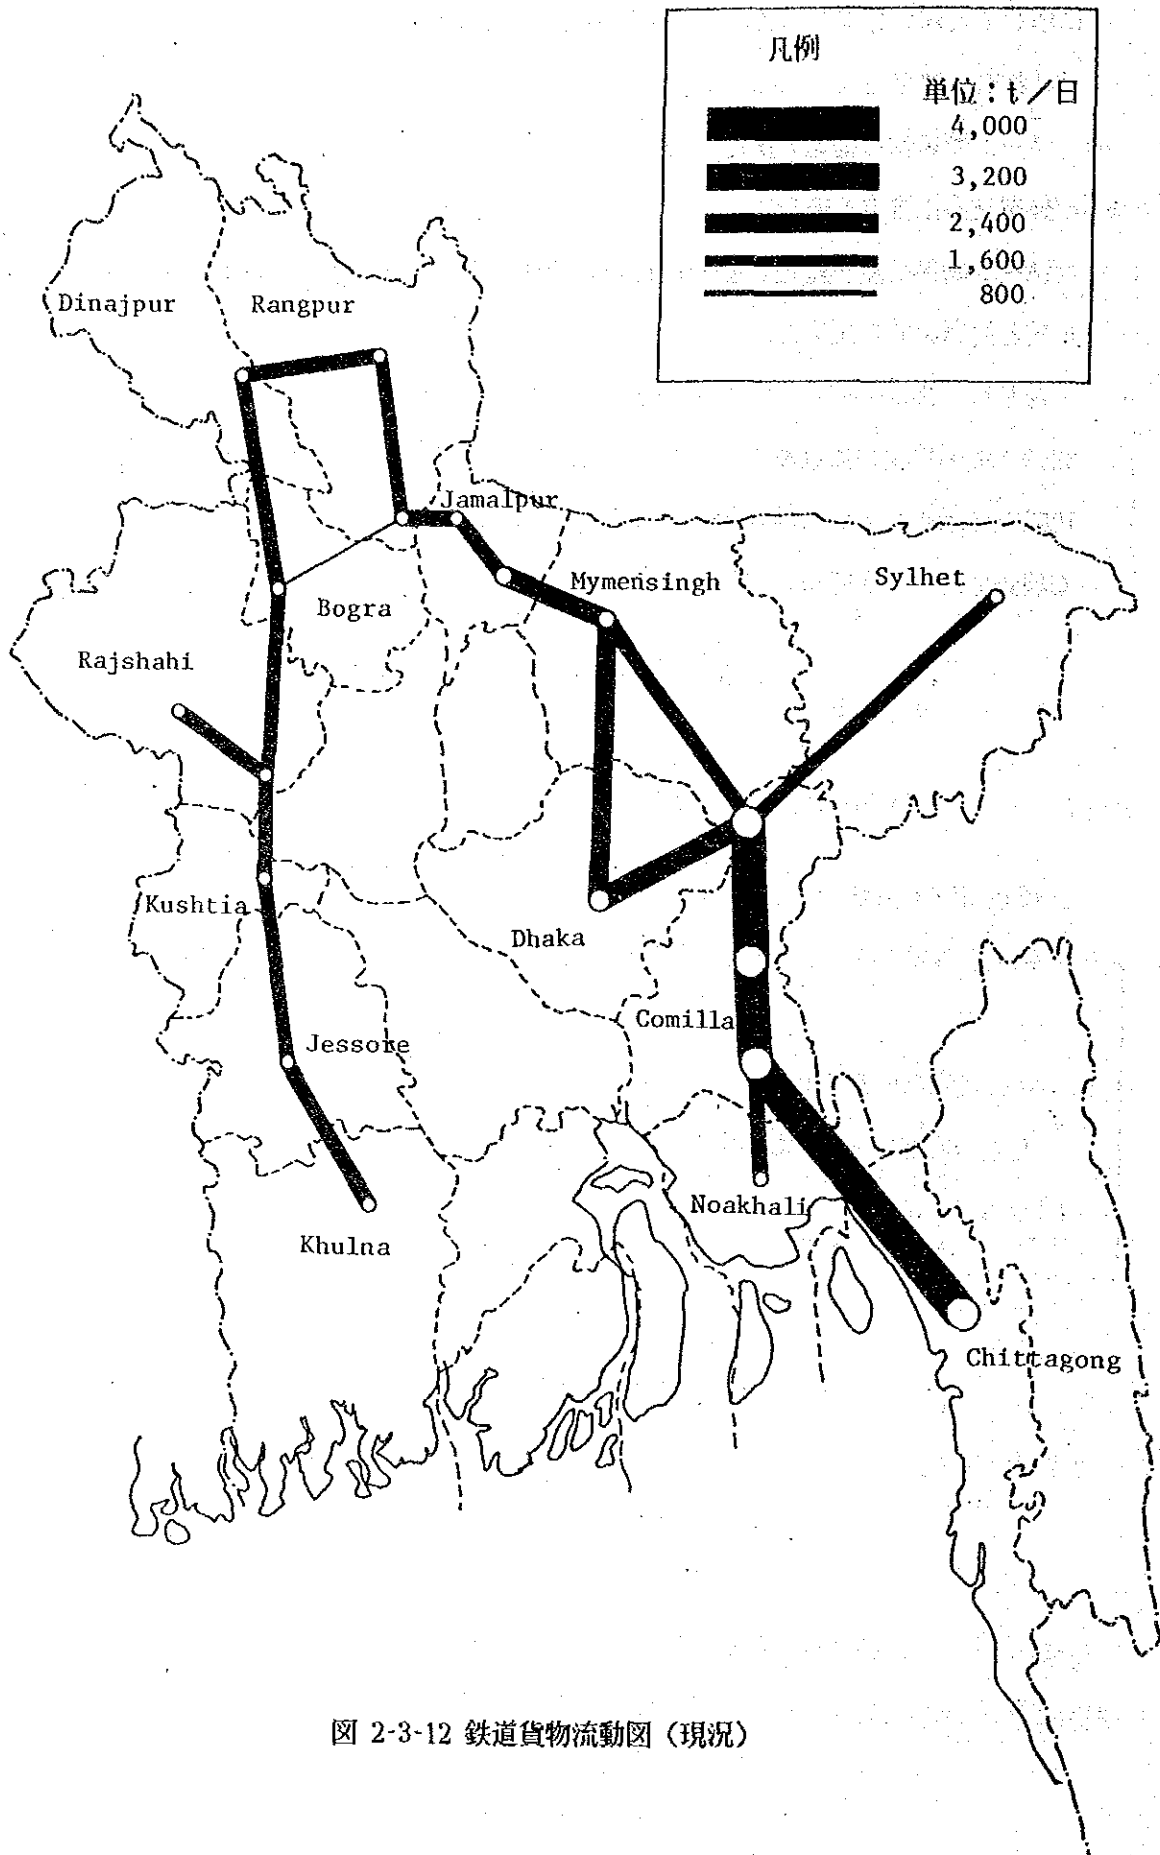 凡例
単位：t／日
4,000
3,200
2,400
1,600
800
Dinajpur
Rangpur
Jamalpur
Mymensingh
Sylhet
Bogra
Rajshahi
Kushtia
Dhaka
Comilla
Jessore
Noakhali
Khulna
Chittagong
図 2-3-12 鉄道貨物流動図（現況）